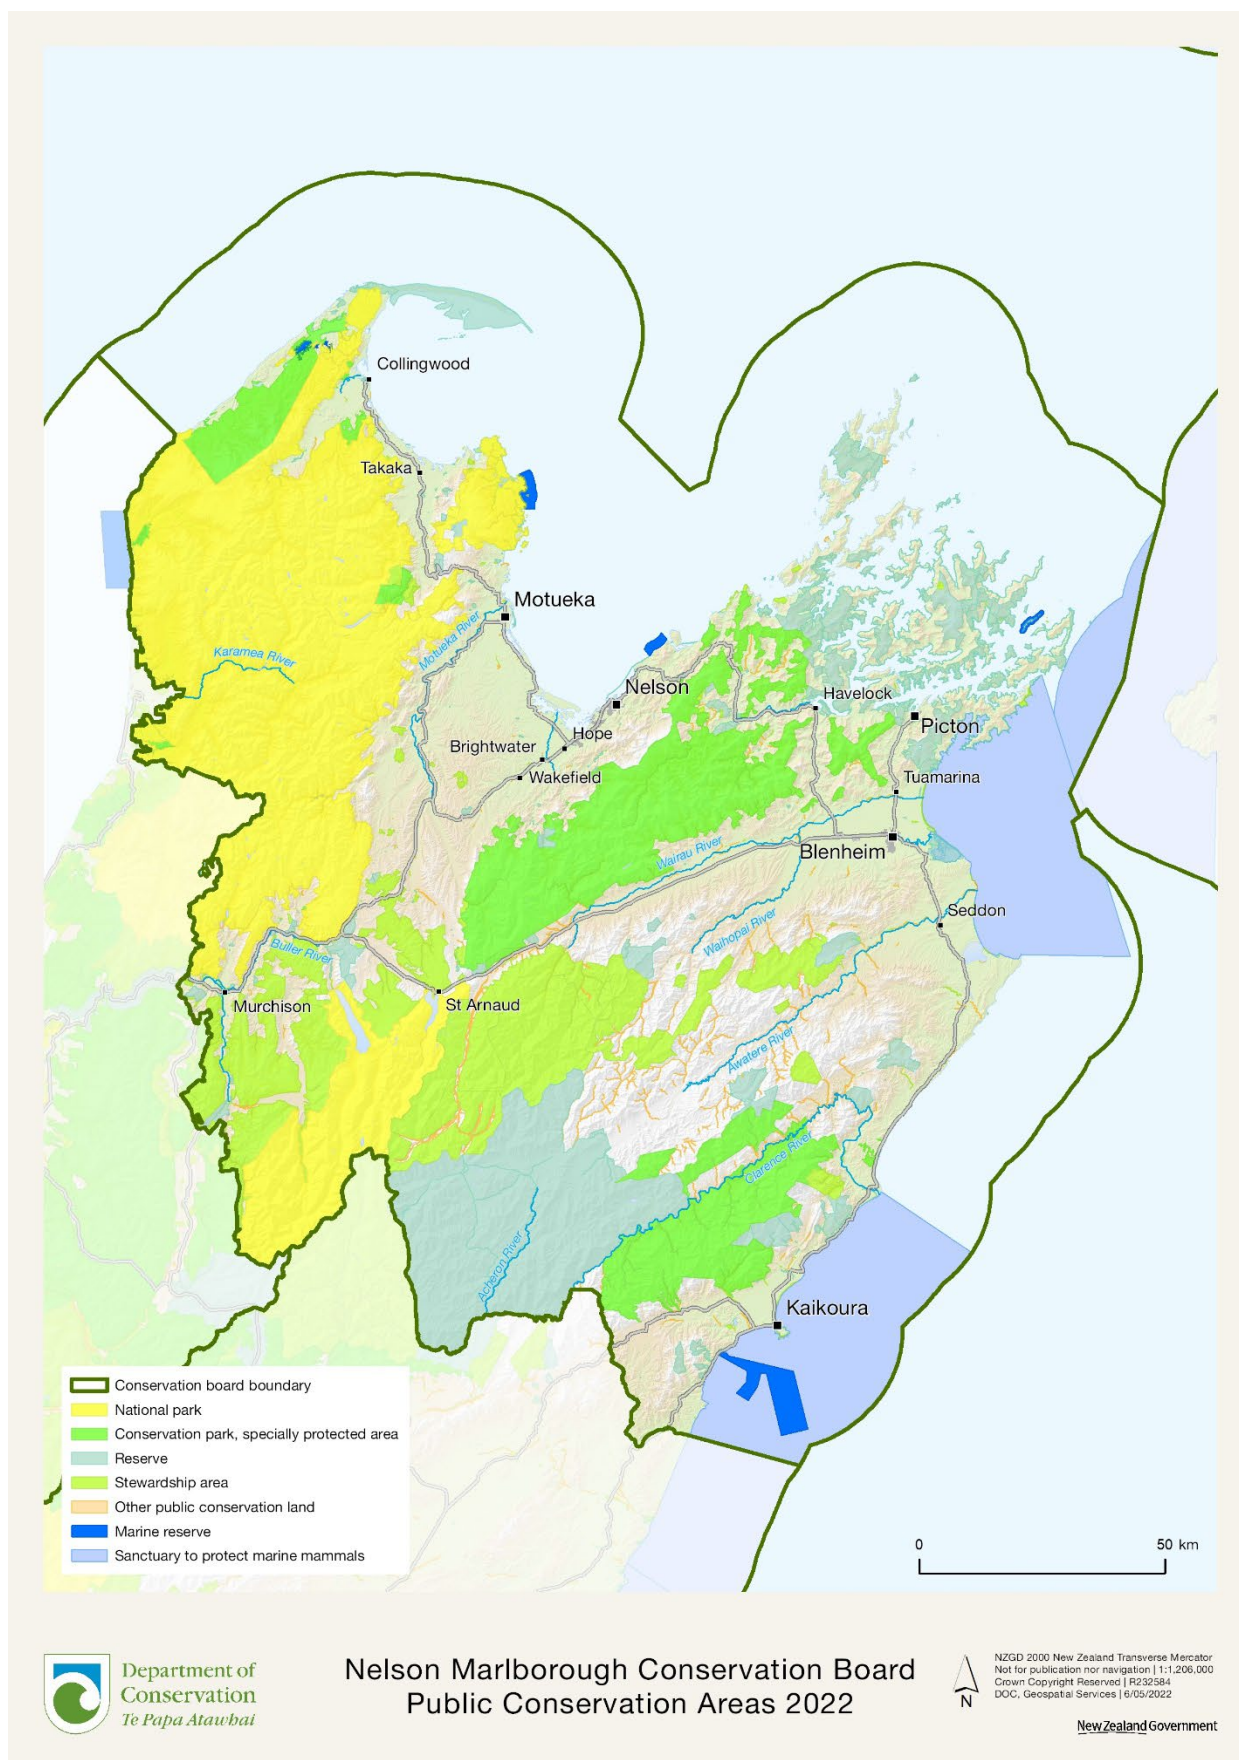 Collingwood
Takaka
Motueka
Motueka River
Karamea River
Nelson
Havelock
Picton
Hope
Brightwater
Wakefield
Tuamarina
Wairau River
Blenheim
Seddon
Waihopai River
Buller River
Murchison
St Arnaud
Awatere River
Clarence River
Acheron River
Kaikoura
Conservation board boundary
National park
Conservation park, specially protected area
Reserve
Stewardship area
Other public conservation land
Marine reserve
Sanctuary to protect marine mammals
0 50 km
Department of
Conservation
Te Papa Atawhai
Nelson Marlborough Conservation Board
Public Conservation Areas 2022
N
NZGD 2000 New Zealand Transverse Mercator
Not for publication nor navigation | 1:1,206,000
Crown Copyright Reserved | R232584
DOC, Geospatial Services | 6/05/2022
New Zealand Government